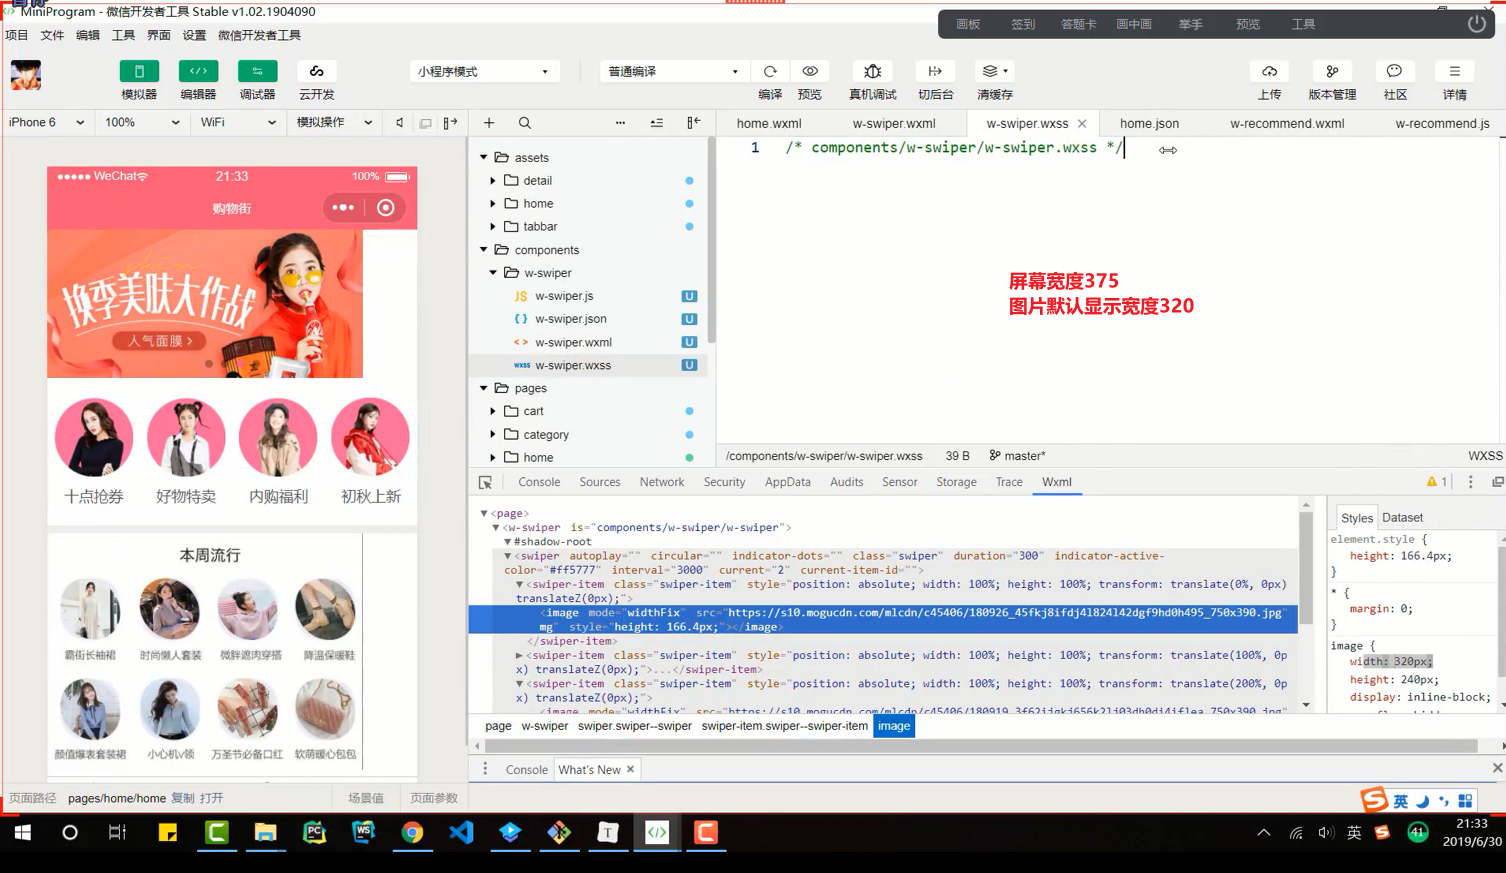 MiniProgram - 微信开发者工具 Stable v1.02.1904090
画板 签到 答题卡 画中画 举手 预览 工具
项目 文件 编辑 工具 界面 设置 微信开发者工具
小程序模式 普通编译
模拟器 编辑器 调试器 云开发 编译 预览 真机调试 切后台 清缓存 上传 版本管理 社区 详情
iPhone 6 100% WiFi 模拟操作
home.wxml w-swiper.wxml w-swiper.wxss home.json w-recommend.wxml w-recommend.js
1 /* components/w-swiper/w-swiper.wxss */
屏幕宽度375
图片默认显示宽度320
WeChat 21:33 100%
购物街
换季美肤大作战
人气面膜 >
十点抢券 好物特卖 内购福利 初秋上新
本周流行
霸街长袖裙 时尚懒人套装 微胖遮肉穿搭 降温保暖鞋
颜值爆表套装裙 小心机v领 万圣节必备口红 软萌暖心包包
assets
detail
home
tabbar
components
w-swiper
JS w-swiper.js U
{ } w-swiper.json U
< > w-swiper.wxml U
wxss w-swiper.wxss U
pages
cart
category
home
/components/w-swiper/w-swiper.wxss 39 B master* WXSS
Console Sources Network Security AppData Audits Sensor Storage Trace Wxml 1
<page>
<w-swiper is="components/w-swiper/w-swiper">
#shadow-root
<swiper autoplay="" circular="" indicator-dots="" class="swiper" duration="300" indicator-active-
color="#ff5777" interval="3000" current="2" current-item-id="">
<swiper-item class="swiper-item" style="position: absolute; width: 100%; height: 100%; transform: translate(0%, 0px)
translateZ(0px);">
<image mode="widthFix" src="https://s10.mogucdn.com/mlcdn/c45406/180926_45fkj8ifdj4l824l42dgf9hd0h495_750x390.jpg"
mg" style="height: 166.4px;"></image>
</swiper-item>
<swiper-item class="swiper-item" style="position: absolute; width: 100%; height: 100%; transform: translate(100%, 0p
x) translateZ(0px);">...</swiper-item>
<swiper-item class="swiper-item" style="position: absolute; width: 100%; height: 100%; transform: translate(200%, 0p
x) translateZ(0px);">
Styles Dataset
element.style {
height: 166.4px;
}
* {
margin: 0;
}
image {
width: 320px;
height: 240px;
display: inline-block;
page w-swiper swiper.swiper--swiper swiper-item.swiper--swiper-item image
Console What's New
页面路径 pages/home/home 复制 打开 场景值 页面参数
英
英 41 21:33
2019/6/30